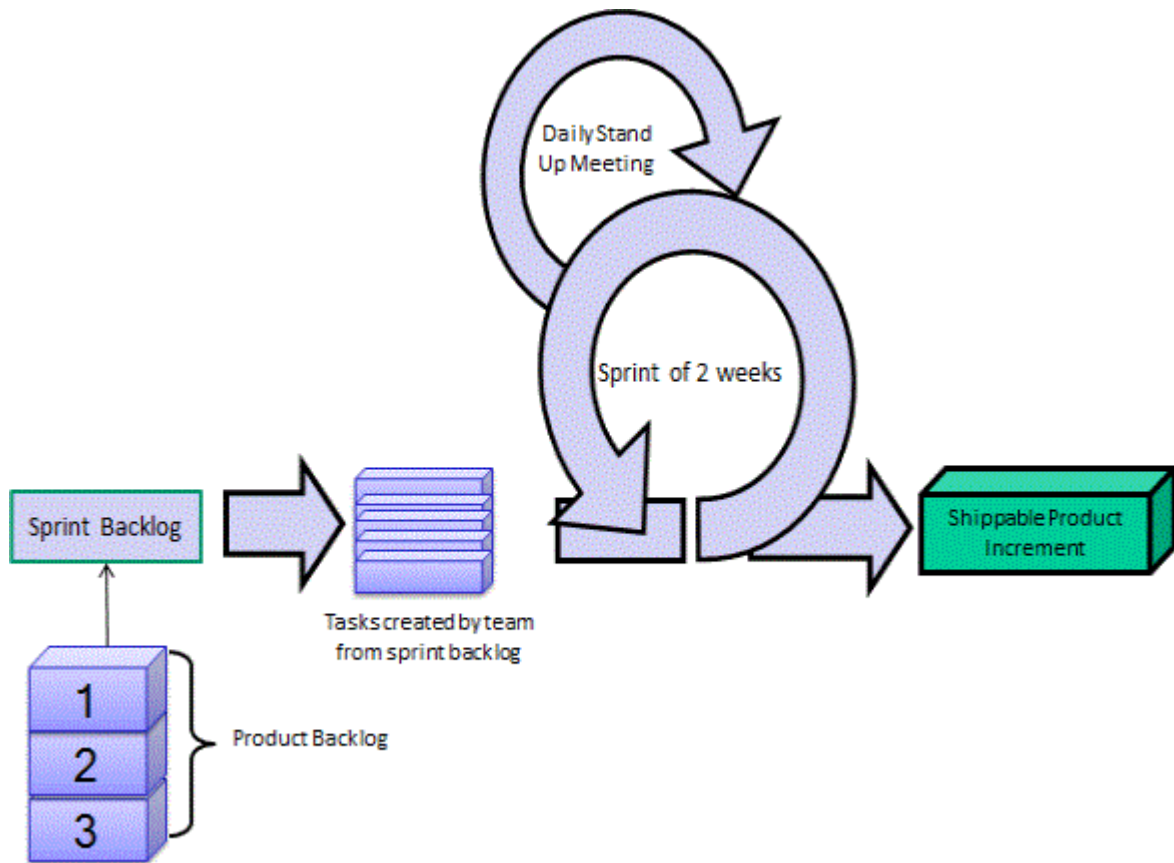 Daily Stand
Up Meeting
Sprint of 2 weeks
Sprint Backlog
Shippable Product
Increment
Tasks created by team
from sprint backlog
1
2
3
Product Backlog